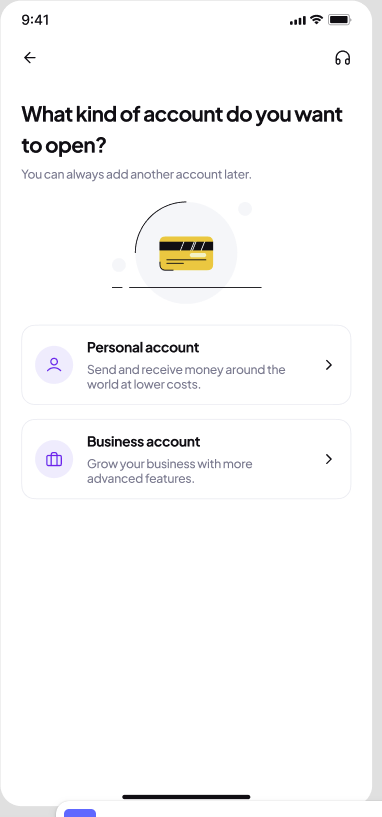 9:41
What kind of account do you want
to open?
You can always add another account later.
Personal account
Send and receive money around the
world at lower costs.
Business account
Grow your business with more
advanced features.